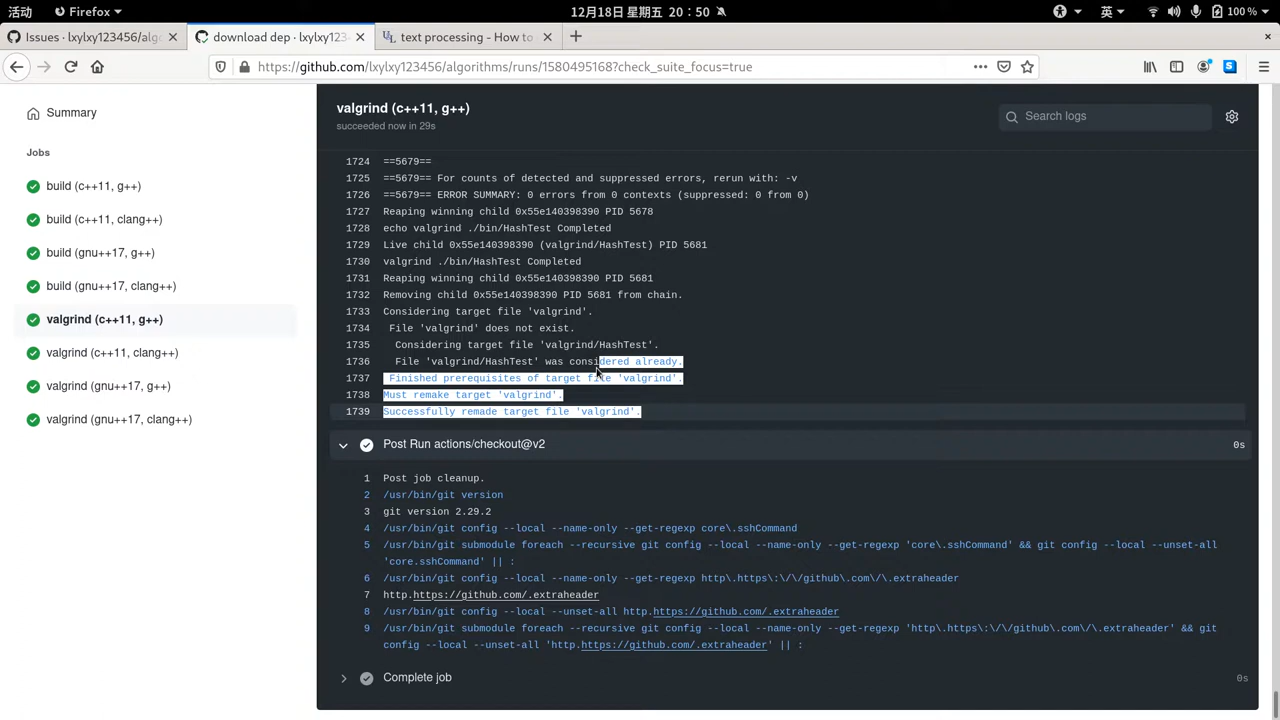 活动
Firefox
12月18日 星期五 20:50
英
100 %
Issues · lxylxy123456/algo
download dep · lxylxy123
text processing - How to
https://github.com/lxylxy123456/algorithms/runs/1580495168?check_suite_focus=true
Summary
Jobs
build (c++11, g++)
build (c++11, clang++)
build (gnu++17, g++)
build (gnu++17, clang++)
valgrind (c++11, g++)
valgrind (c++11, clang++)
valgrind (gnu++17, g++)
valgrind (gnu++17, clang++)
valgrind (c++11, g++)
succeeded now in 29s
Search logs
1724 ==5679==
1725 ==5679== For counts of detected and suppressed errors, rerun with: -v
1726 ==5679== ERROR SUMMARY: 0 errors from 0 contexts (suppressed: 0 from 0)
1727 Reaping winning child 0x55e140398390 PID 5678
1728 echo valgrind ./bin/HashTest Completed
1729 Live child 0x55e140398390 (valgrind/HashTest) PID 5681
1730 valgrind ./bin/HashTest Completed
1731 Reaping winning child 0x55e140398390 PID 5681
1732 Removing child 0x55e140398390 PID 5681 from chain.
1733 Considering target file 'valgrind'.
1734 File 'valgrind' does not exist.
1735 Considering target file 'valgrind/HashTest'.
1736 File 'valgrind/HashTest' was considered already.
1737 Finished prerequisites of target file 'valgrind'.
1738 Must remake target 'valgrind'.
1739 Successfully remade target file 'valgrind'.
Post Run actions/checkout@v2 0s
1 Post job cleanup.
2 /usr/bin/git version
3 git version 2.29.2
4 /usr/bin/git config --local --name-only --get-regexp core\.sshCommand
5 /usr/bin/git submodule foreach --recursive git config --local --name-only --get-regexp 'core\.sshCommand' && git config --local --unset-all
'core.sshCommand' || :
6 /usr/bin/git config --local --name-only --get-regexp http\.https\:\/\/github\.com\/\.extraheader
7 http.https://github.com/.extraheader
8 /usr/bin/git config --local --unset-all http.https://github.com/.extraheader
9 /usr/bin/git submodule foreach --recursive git config --local --name-only --get-regexp 'http\.https\:\/\/github\.com\/\.extraheader' && git
config --local --unset-all 'http.https://github.com/.extraheader' || :
Complete job 0s